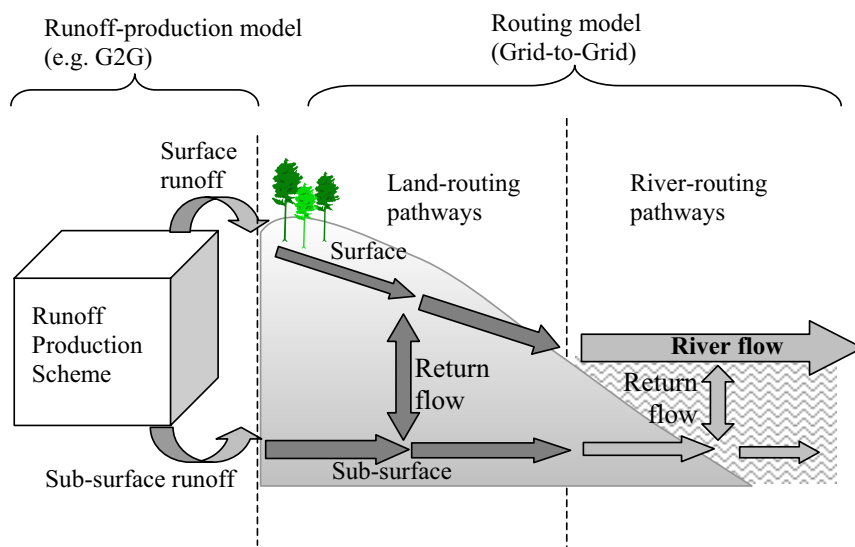 Runoff-production model
(e.g. G2G)
Routing model
(Grid-to-Grid)
Surface
runoff
Land-routing
pathways
River-routing
pathways
Surface
Runoff
Production
Scheme
River flow
Return
flow
Return
flow
Sub-surface
Sub-surface runoff